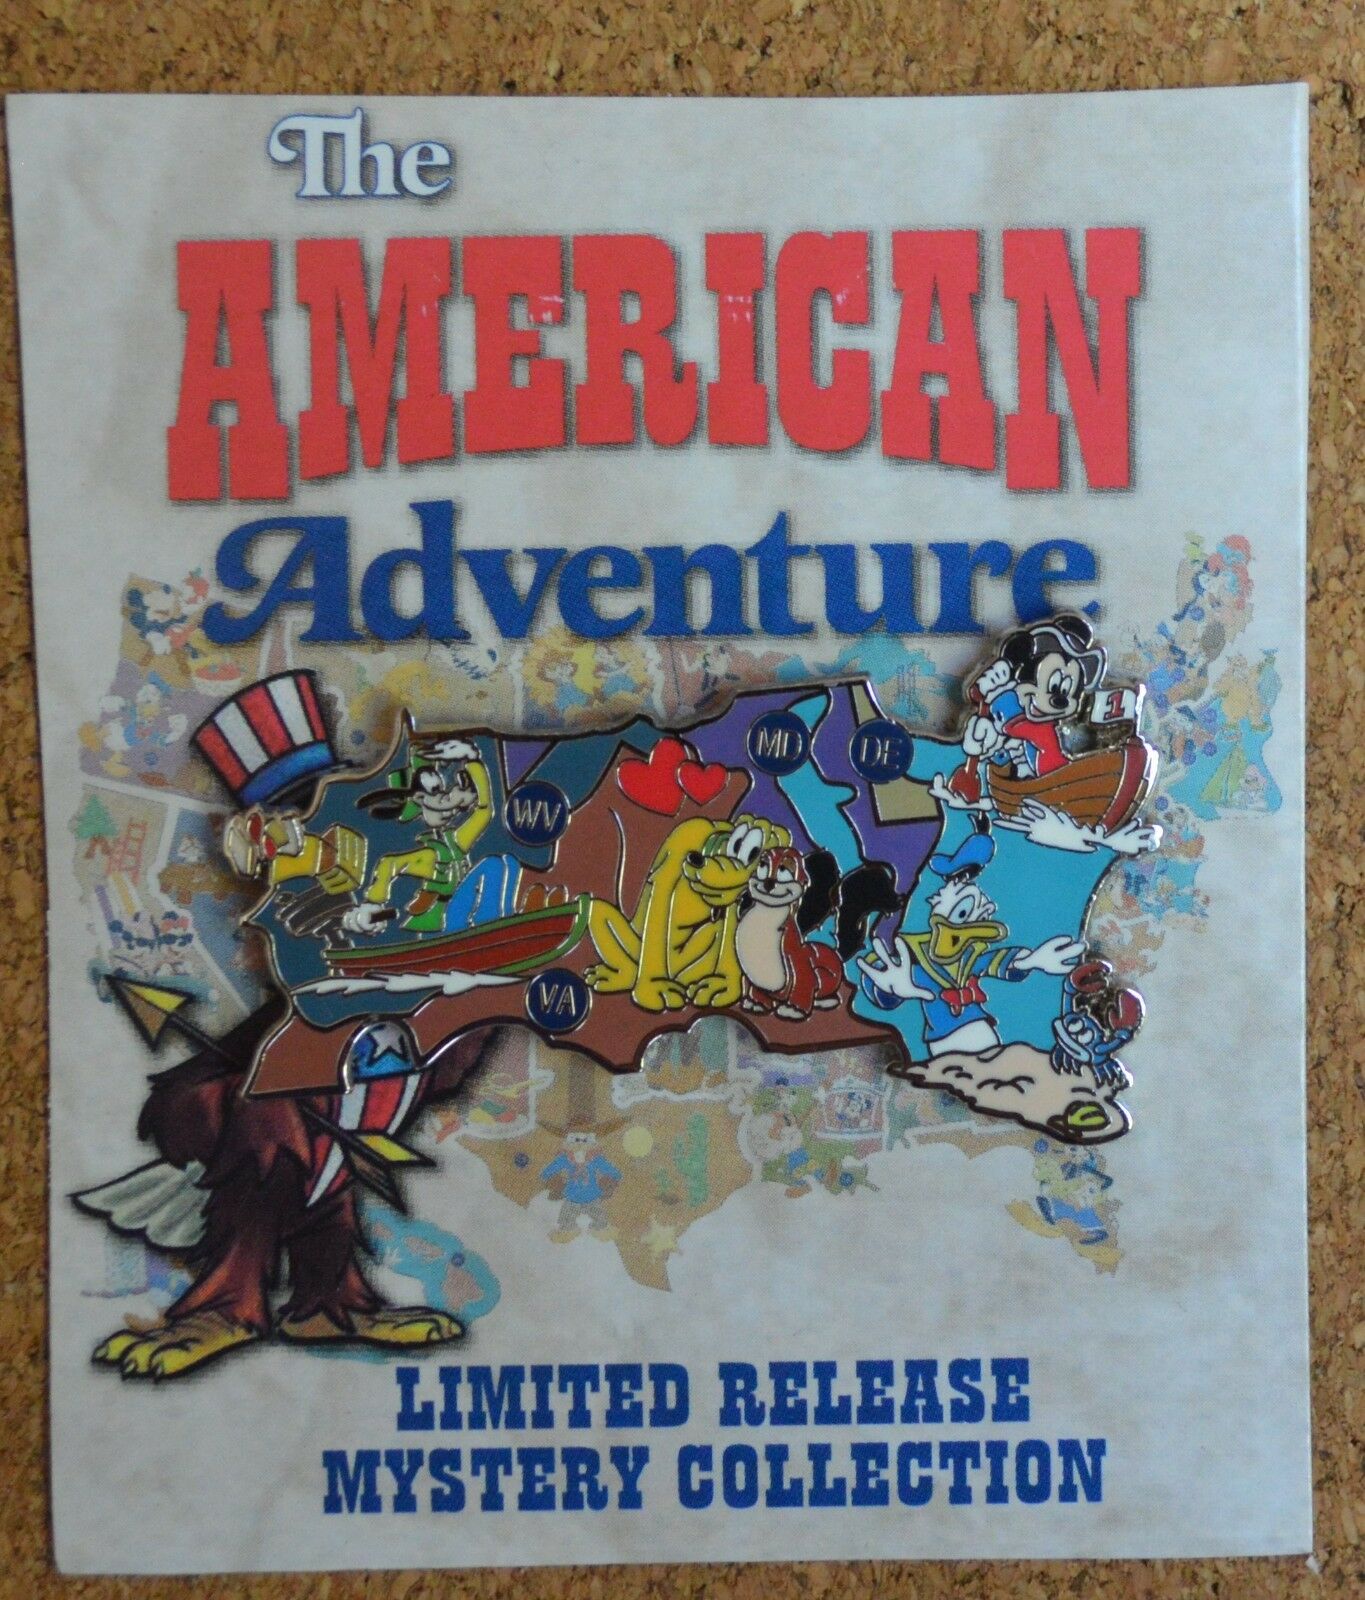 The
AMERICAN
Adventure
1
MD
DE
WV
VA
LIMITED RELEASE
MYSTERY COLLECTION